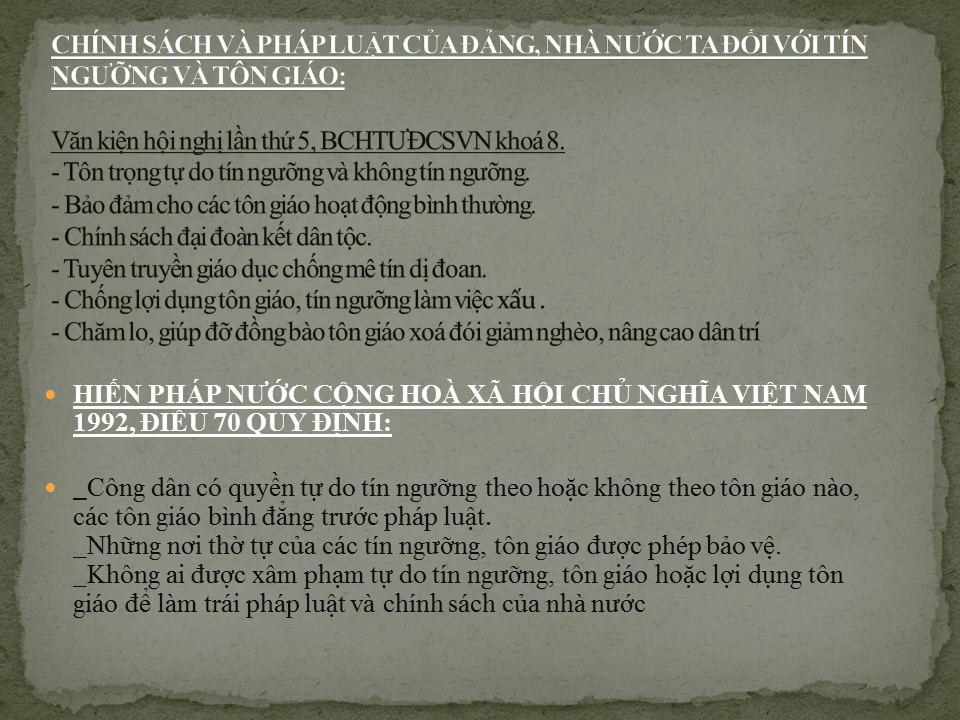 CHÍNH SÁCH VÀ PHÁP LUẬT CỦA ĐẢNG, NHÀ NƯỚC TA ĐỐI VỚI TÍN
NGƯỠNG VÀ TÔN GIÁO:
Văn kiện hội nghị lần thứ 5, BCHTƯĐCSVN khoá 8.
- Tôn trọng tự do tín ngưỡng và không tín ngưỡng.
- Bảo đảm cho các tôn giáo hoạt động bình thường.
- Chính sách đại đoàn kết dân tộc.
- Tuyên truyền giáo dục chống mê tín dị đoan.
- Chống lợi dụng tôn giáo, tín ngưỡng làm việc xấu .
- Chăm lo, giúp đỡ đồng bào tôn giáo xoá đói giảm nghèo, nâng cao dân trí
• HIẾN PHÁP NƯỚC CỘNG HOÀ XÃ HỘI CHỦ NGHĨA VIỆT NAM
1992, ĐIỀU 70 QUY ĐỊNH:
• _Công dân có quyền tự do tín ngưỡng theo hoặc không theo tôn giáo nào,
các tôn giáo bình đẳng trước pháp luật.
_Những nơi thờ tự của các tín ngưỡng, tôn giáo được phép bảo vệ.
_Không ai được xâm phạm tự do tín ngưỡng, tôn giáo hoặc lợi dụng tôn
giáo để làm trái pháp luật và chính sách của nhà nước